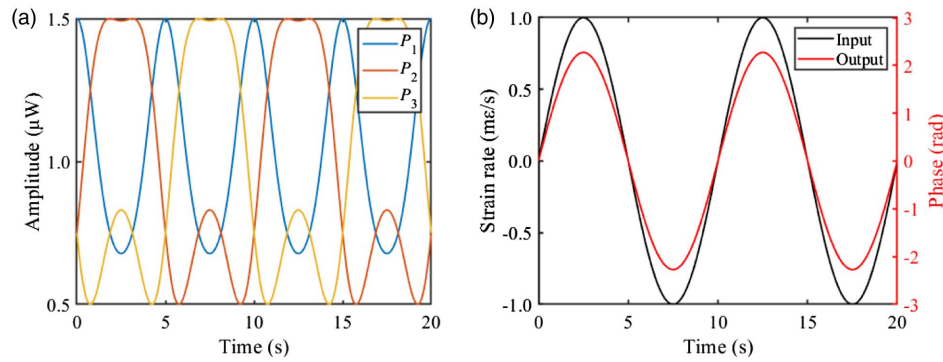 (a)
1.5
1.0
0.5
Amplitude (µW)
P1
P2
P3
0 5 10 15 20
Time (s)
(b)
1.0
0.5
0.0
-0.5
-1.0
Strain rate (mε/s)
Input
Output
3
2
1
0
-1
-2
-3
Phase (rad)
0 5 10 15 20
Time (s)